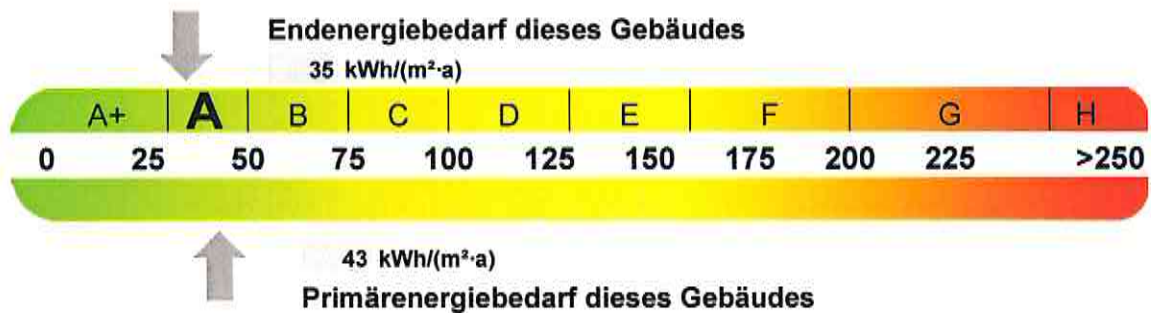 Endenergiebedarf dieses Gebäudes
35 kWh/(m²·a)
A+ A B C D E F G H
0 25 50 75 100 125 150 175 200 225 >250
43 kWh/(m²·a)
Primärenergiebedarf dieses Gebäudes